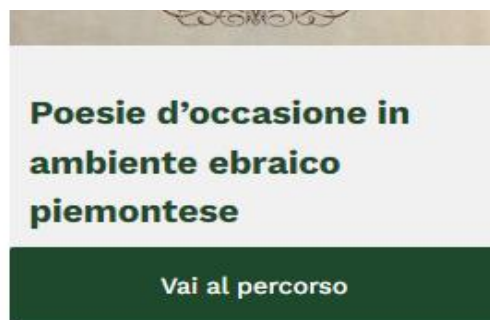 Poesie d’occasione in
ambiente ebraico
piemontese
Vai al percorso